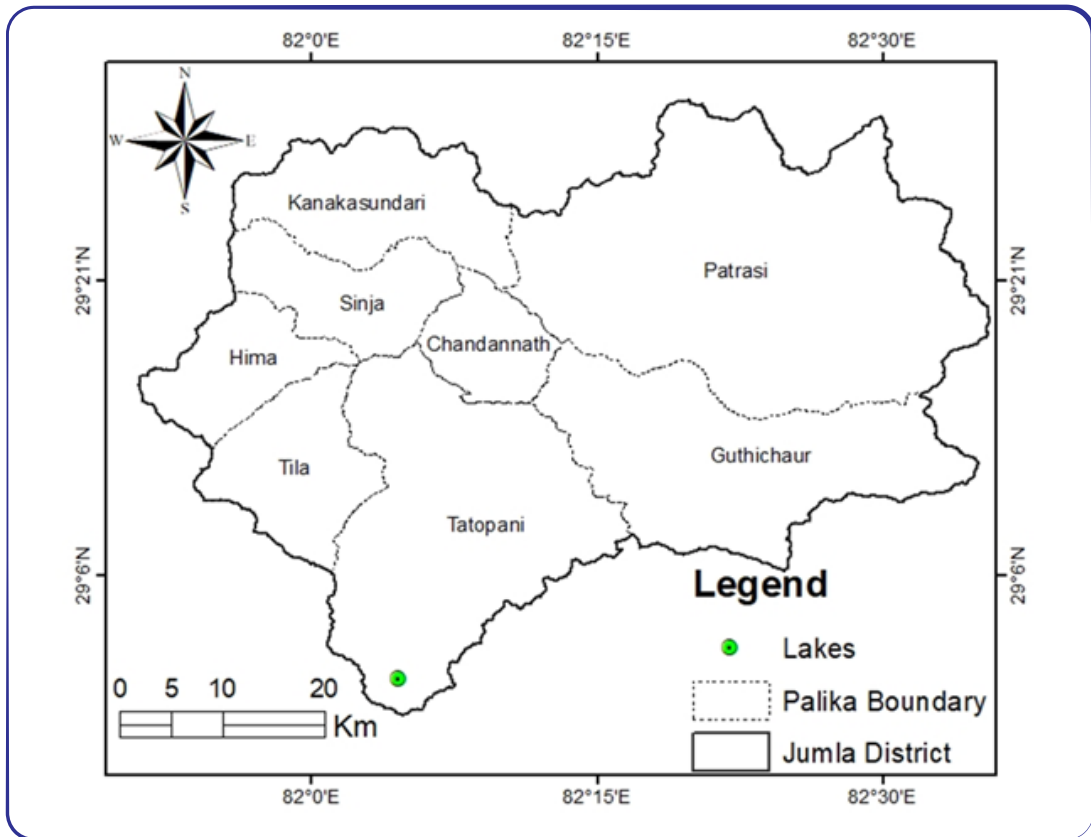 82°0'E 82°15'E 82°30'E
N
W E
S
Kanakasundari
Patrasi
29°21'N 29°21'N
Sinja
Chandannath
Hima
Guthichaur
Tila
Tatopani
29°6'N 29°6'N
Legend
Lakes
Palika Boundary
Jumla District
0 5 10 20
Km
82°0'E 82°15'E 82°30'E